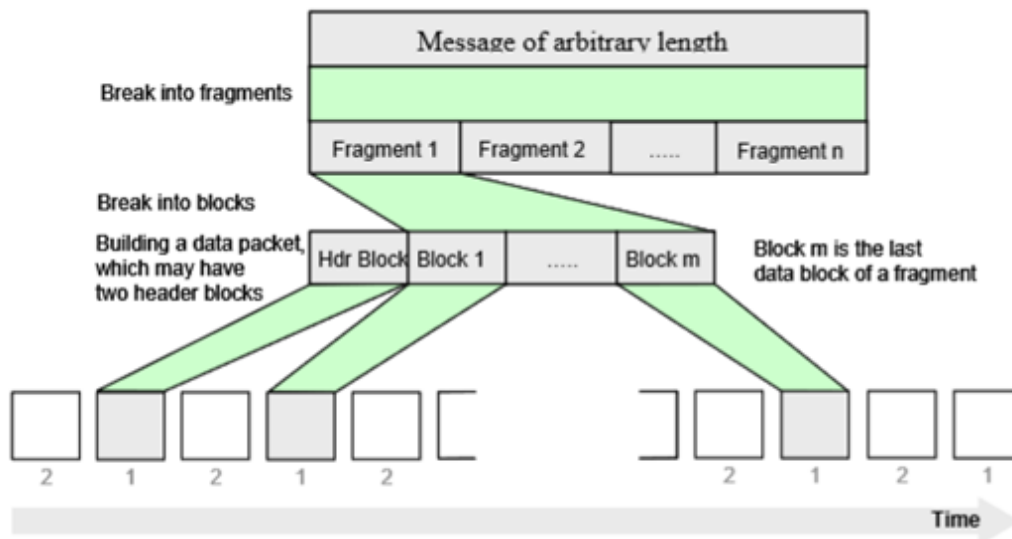 Message of arbitrary length
Break into fragments
Fragment 1 Fragment 2 ..... Fragment n
Break into blocks
Building a data packet,
which may have
two header blocks
Hdr Block Block 1 ..... Block m
Block m is the last
data block of a fragment
2 1 2 1 2 2 1 2 1
Time